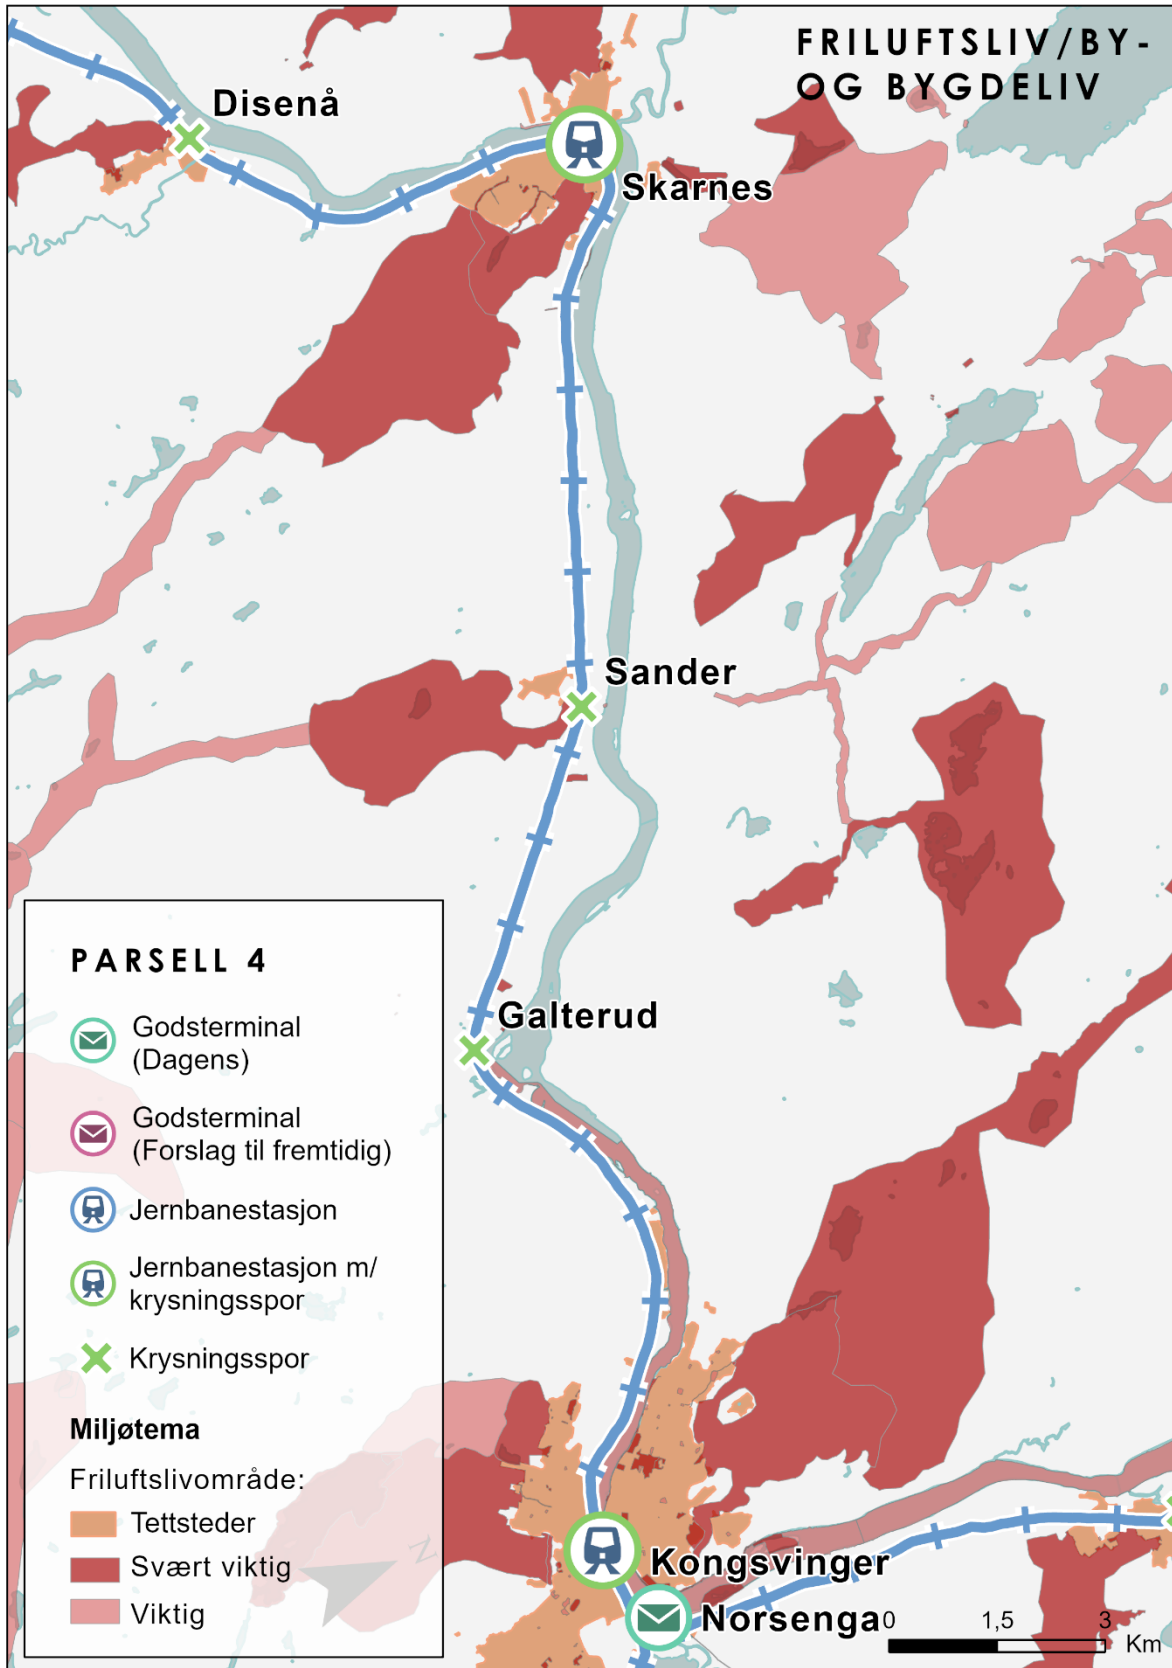 FRILUFTSLIV/BY-
OG BYGDELIV
Disenå
Skarnes
Sander
Galterud
Kongsvinger
Norsenga
PARSELL 4
Godsterminal
(Dagens)
Godsterminal
(Forslag til fremtidig)
Jernbanestasjon
Jernbanestasjon m/
krysningsspor
Krysningsspor
Miljøtema
Friluftslivområde:
Tettsteder
Svært viktig
Viktig
N
0 1,5 3
Km